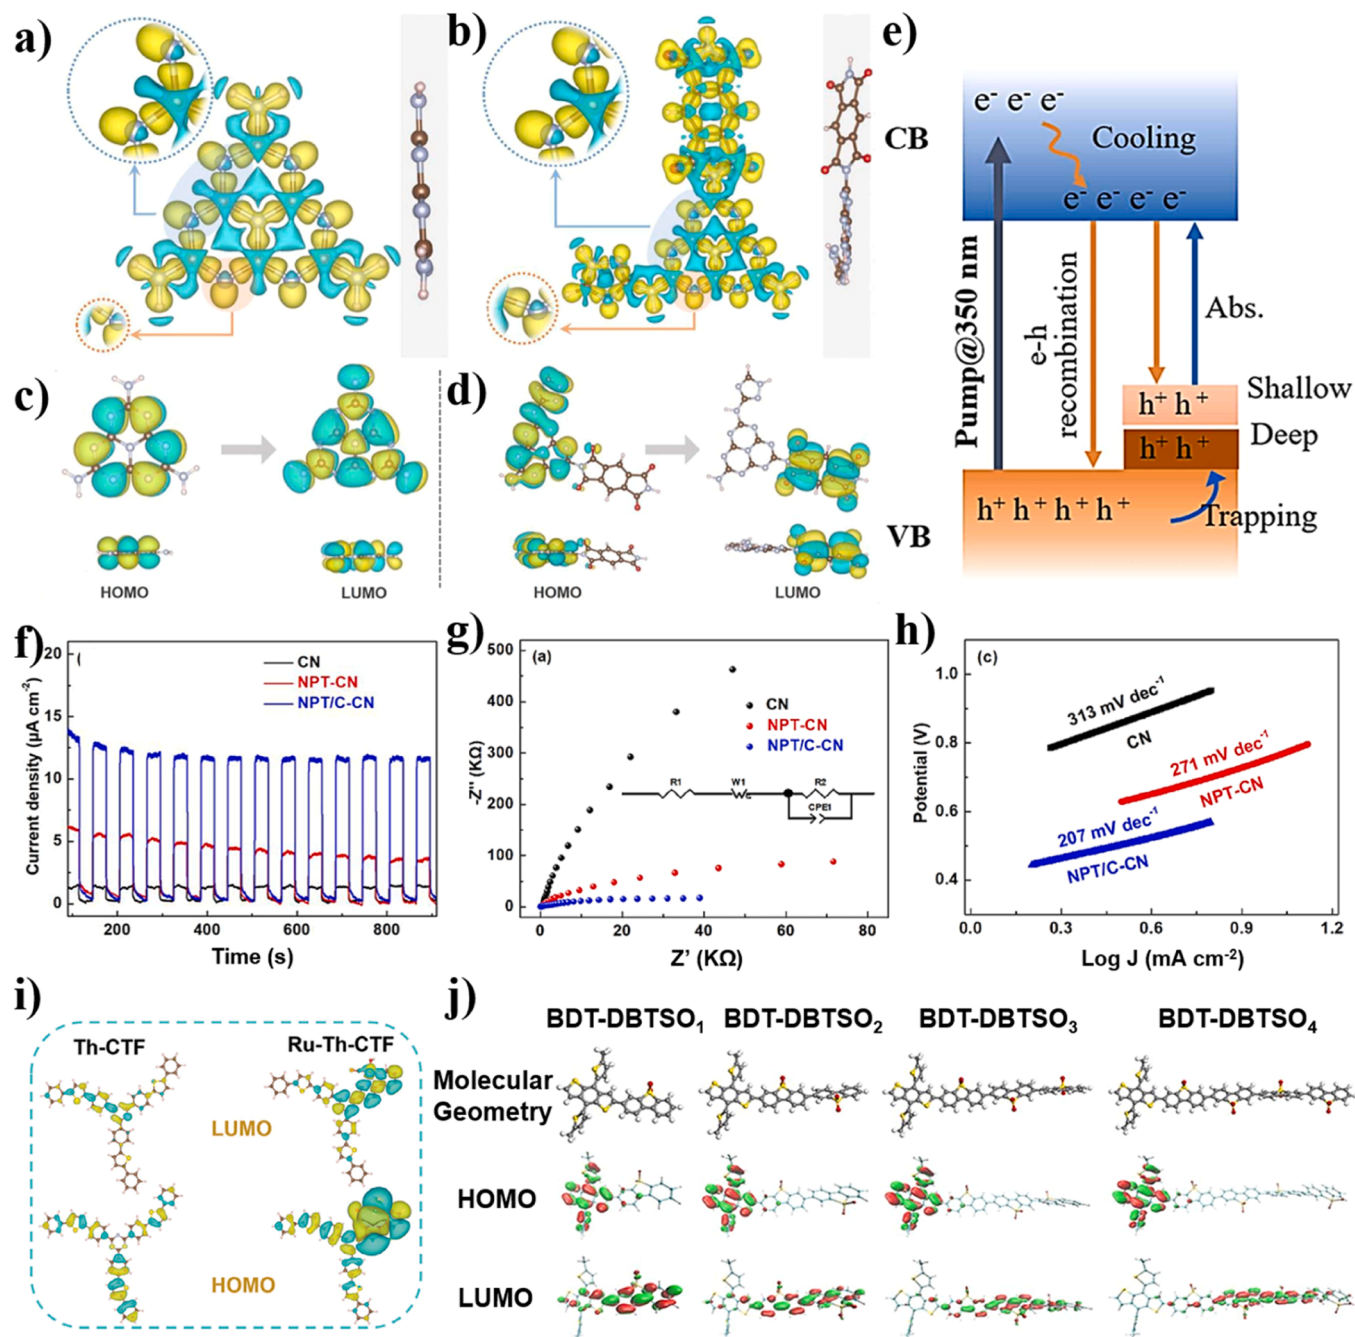 a)
b)
e)
CB
e⁻ e⁻ e⁻
Cooling
e⁻ e⁻ e⁻ e⁻
Pump@350 nm
e-h
recombination
Abs.
h⁺ h⁺
Shallow
h⁺ h⁺
Deep
h⁺ h⁺ h⁺ h⁺
Trapping
VB
c)
HOMO
LUMO
d)
HOMO
LUMO
f)
(
CN
NPT-CN
NPT/C-CN
20
15
10
5
0
Current density (μA cm⁻²)
200
400
600
800
Time (s)
g)
(a)
CN
NPT-CN
NPT/C-CN
R1
W1
R2
CPE1
500
400
300
200
100
0
-Z'' (KΩ)
0
20
40
60
80
Z' (KΩ)
h)
(c)
313 mV dec⁻¹
CN
271 mV dec⁻¹
NPT-CN
207 mV dec⁻¹
NPT/C-CN
1.0
0.8
0.6
0.4
Potential (V)
0.0
0.3
0.6
0.9
1.2
Log J (mA cm⁻²)
i)
Th-CTF
Ru-Th-CTF
LUMO
HOMO
j)
BDT-DBTSO₁
BDT-DBTSO₂
BDT-DBTSO₃
BDT-DBTSO₄
Molecular
Geometry
HOMO
LUMO